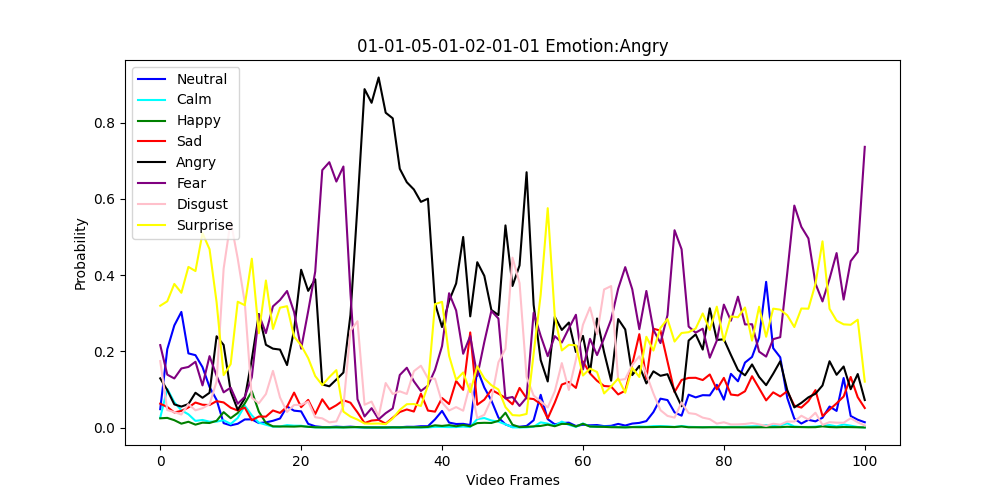 01-01-05-01-02-01-01 Emotion:Angry
Neutral
Calm
Happy
Sad
Angry
Fear
Disgust
Surprise
Probability
0.8
0.6
0.4
0.2
0.0
0 20 40 60 80 100
Video Frames